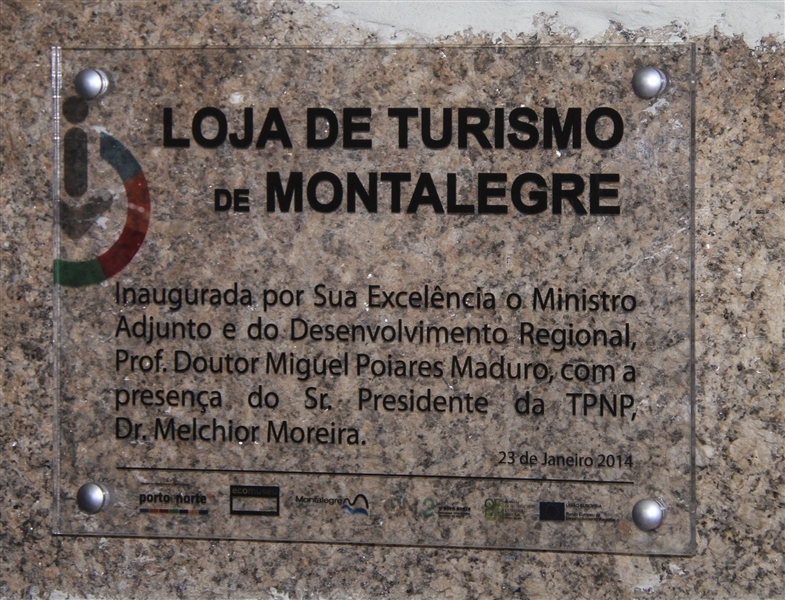 LOJA DE TURISMO
DE MONTALEGRE
Inaugurada por Sua Excelência o Ministro
Adjunto e do Desenvolvimento Regional,
Prof. Doutor Miguel Poiares Maduro, com a
presença do Sr. Presidente da TPNP,
Dr. Melchior Moreira.
23 de Janeiro 2014
porto norte ecomuseu Montalegre